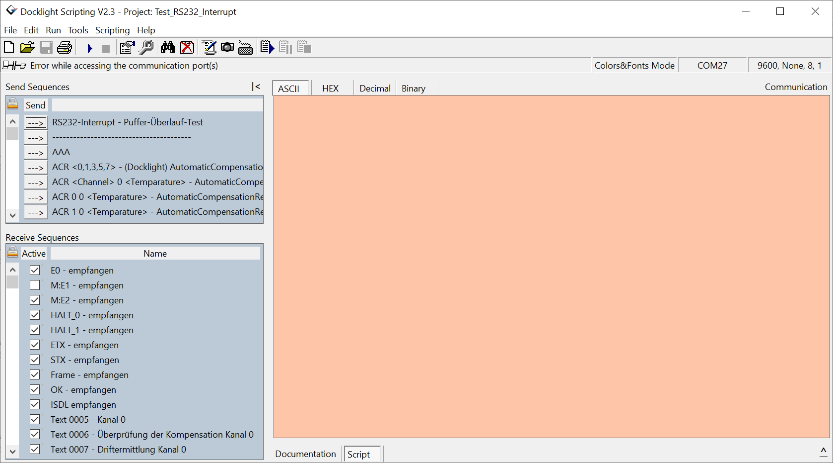 Docklight Scripting V2.3 - Project: Test_RS232_Interrupt
File Edit Run Tools Scripting Help
Error while accessing the communication port(s)
Colors&Fonts Mode COM27 9600, None, 8, 1
Send Sequences |<
Send
---> RS232-Interrupt - Puffer-Überlauf-Test
---> ----------------------------------------
---> AAA
---> ACR <0,1,3,5,7> - (Docklight) AutomaticCompensatio
---> ACR <Channel> 0 <Temparature> - AutomaticCompen
---> ACR 0 0 <Temparature> - AutomaticCompensationRe
---> ACR 1 0 <Temparature> - AutomaticCompensationRe
Receive Sequences
Active Name
E0 - empfangen
M:E1 - empfangen
M:E2 - empfangen
HALT_0 - empfangen
HALT_1 - empfangen
ETX - empfangen
STX - empfangen
Frame - empfangen
OK - empfangen
ISDL empfangen
Text 0005 Kanal 0
Text 0006 - Überprüfung der Kompensation Kanal 0
Text 0007 - Driftermittlung Kanal 0
ASCII HEX Decimal Binary Communication
Documentation Script